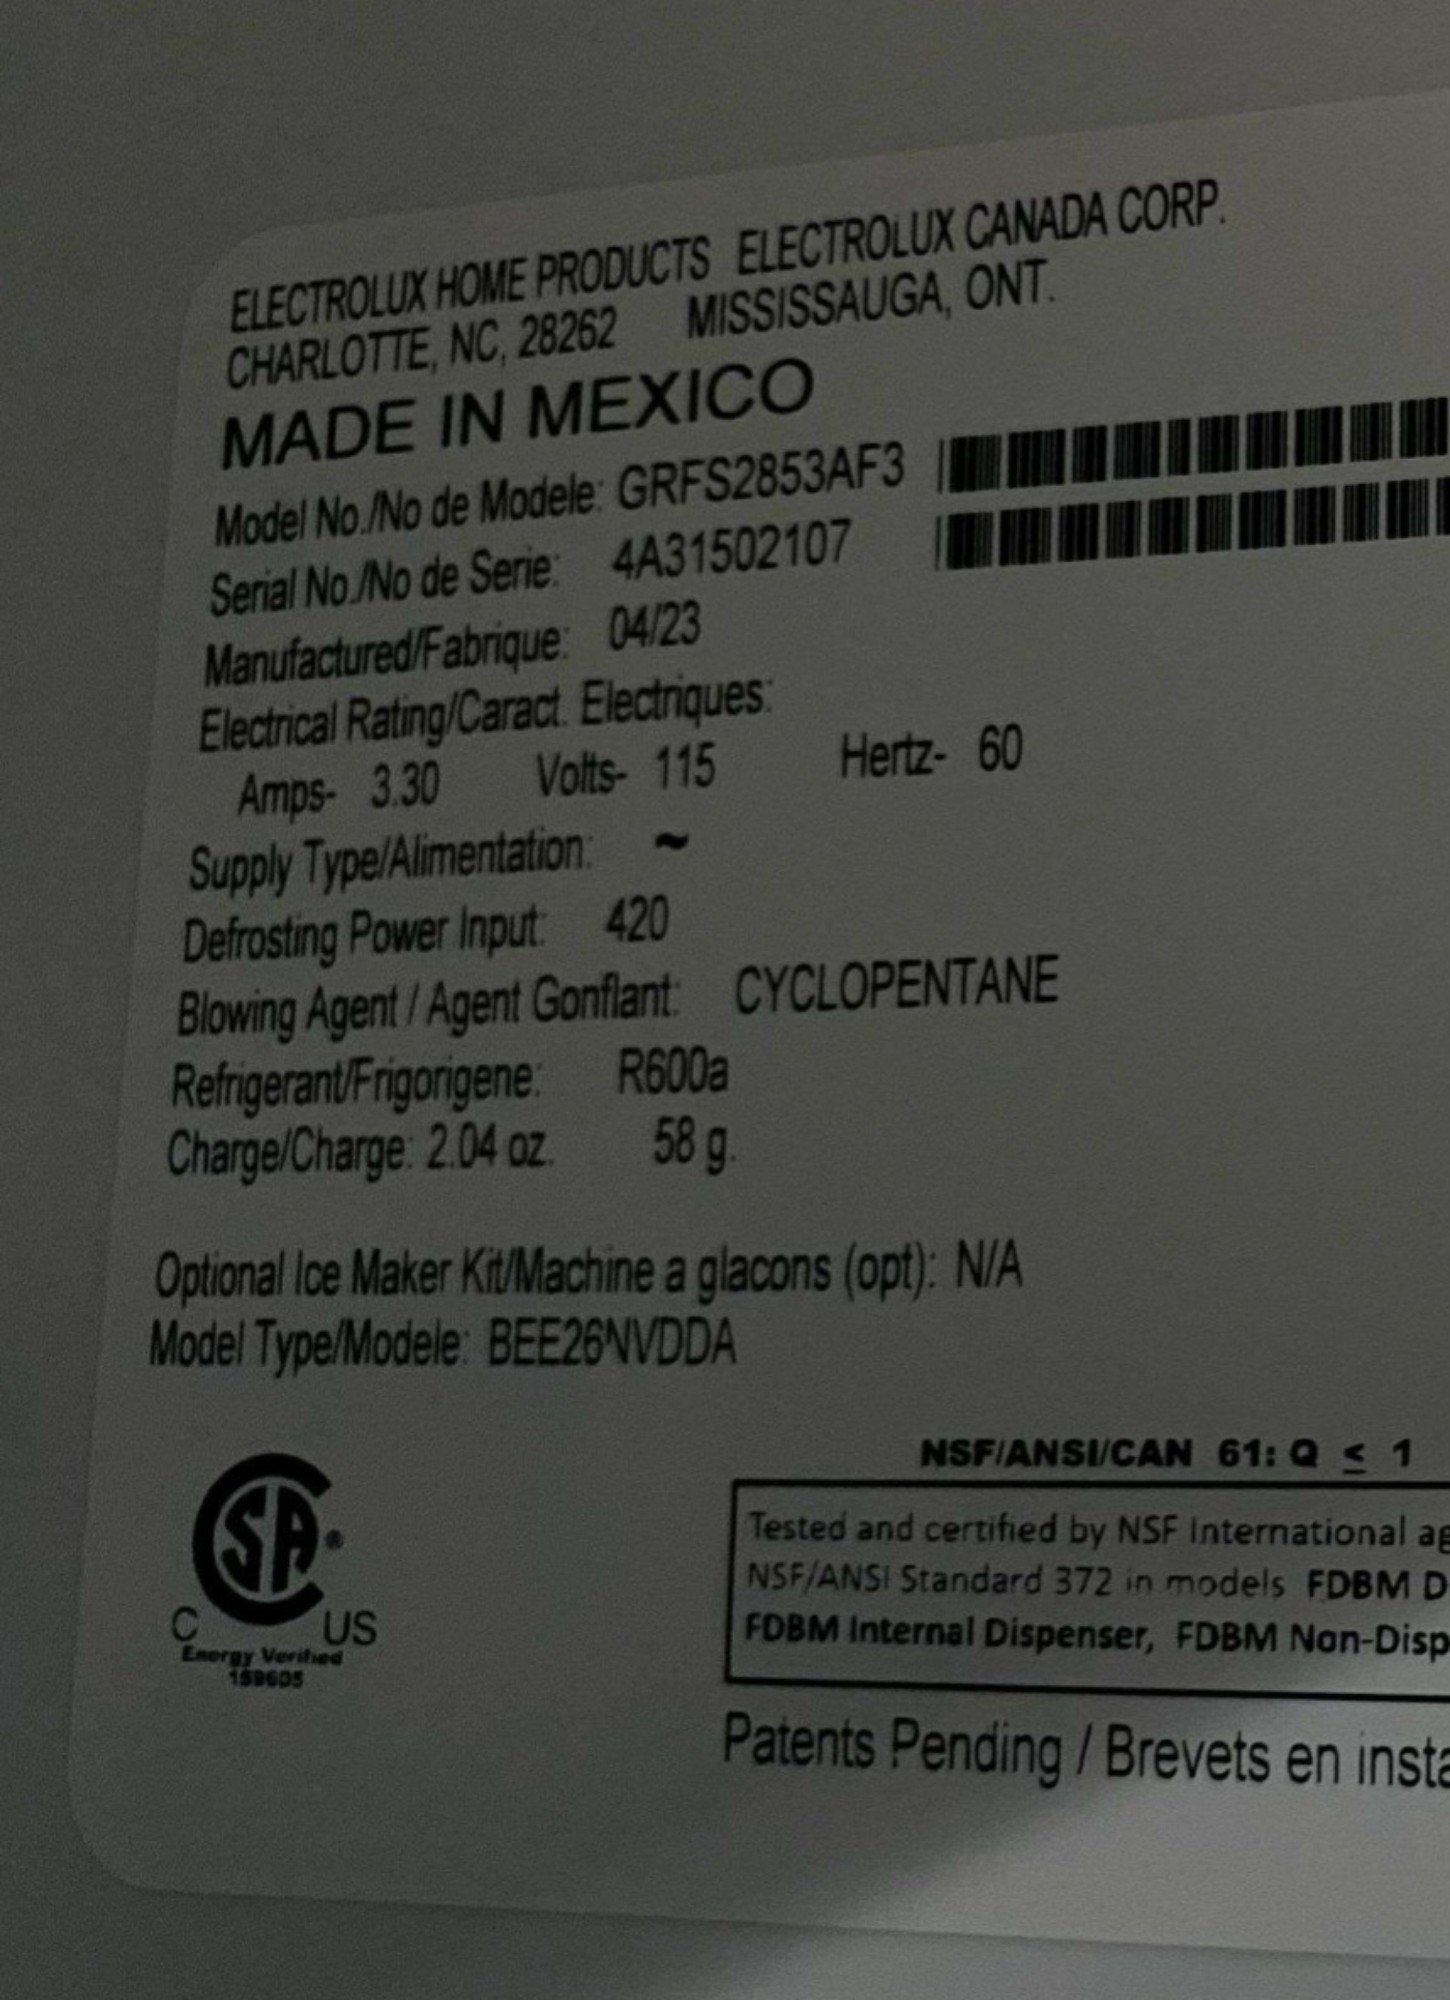 ELECTROLUX HOME PRODUCTS ELECTROLUX CANADA CORP.
CHARLOTTE, NC, 28262 MISSISSAUGA, ONT.
MADE IN MEXICO
Model No./No de Modele: GRFS2853AF3
Serial No./No de Serie: 4A31502107
Manufactured/Fabrique: 04/23
Electrical Rating/Caract. Electriques:
Amps- 3.30 Volts- 115 Hertz- 60
Supply Type/Alimentation: ~
Defrosting Power Input: 420
Blowing Agent / Agent Gonflant: CYCLOPENTANE
Refrigerant/Frigorigene: R600a
Charge/Charge: 2.04 oz. 58 g.
Optional Ice Maker Kit/Machine a glacons (opt): N/A
Model Type/Modele: BEE26NVDDA
NSF/ANSI/CAN 61: Q ≤ 1
Tested and certified by NSF International ag
NSF/ANSI Standard 372 in models FDBM D
FDBM Internal Dispenser, FDBM Non-Disp
Patents Pending / Brevets en insta
SA®
C US
Energy Verified